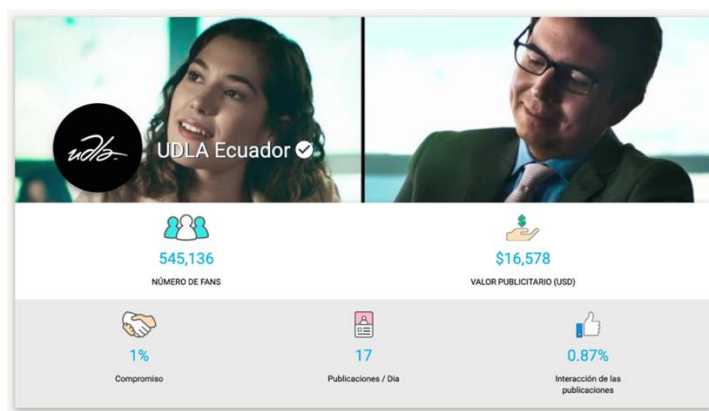 udla-
UDLA Ecuador
545,136
$16,578
NÚMERO DE FANS
VALOR PUBLICITARIO (USD)
1%
17
0.87%
Compromiso
Publicaciones / Dia
Interacción de las
publicaciones